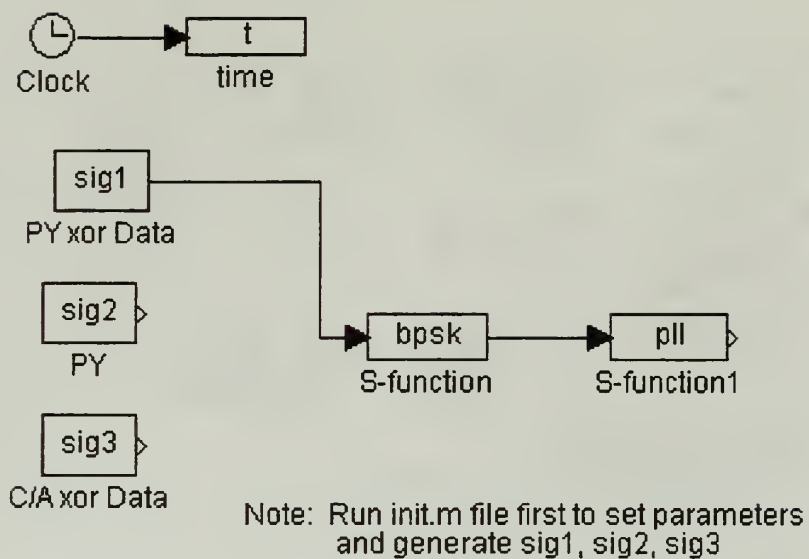 t
Clock
time
sig1
PY xor Data
sig2
PY
bpsk
pll
S-function
S-function1
sig3
C/A xor Data
Note: Run init.m file first to set parameters
and generate sig1, sig2, sig3